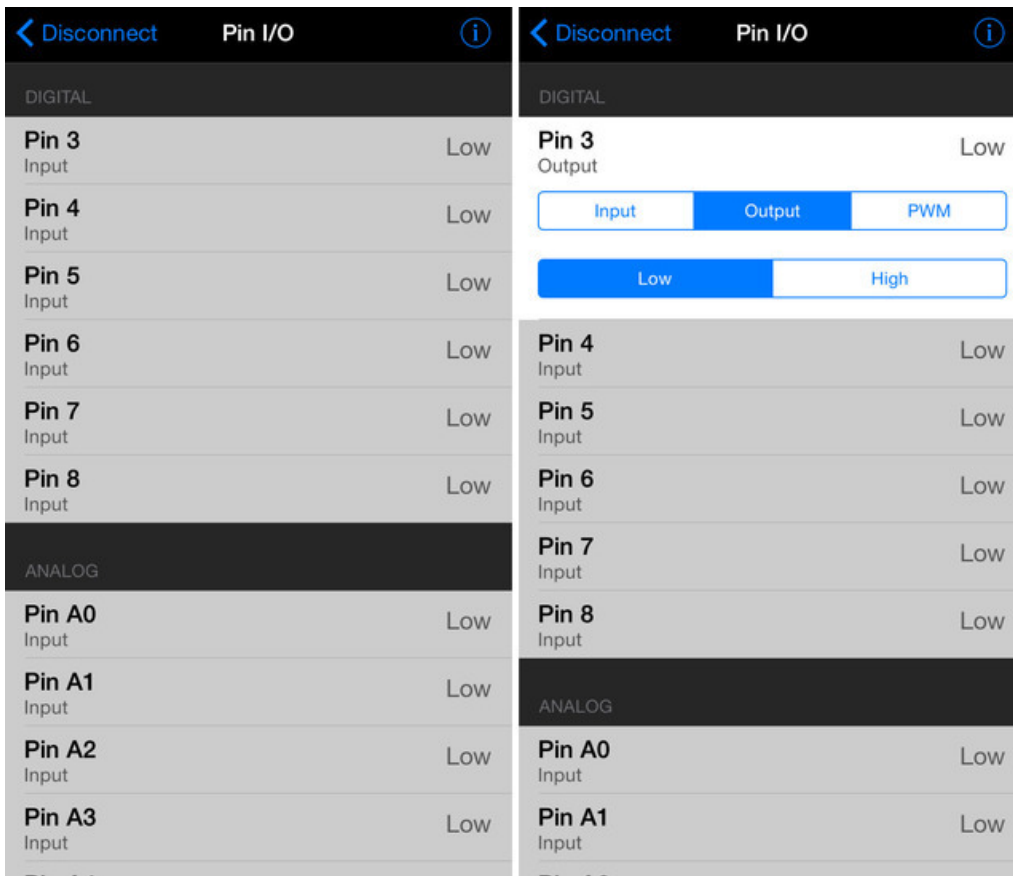 Disconnect Pin I/O
DIGITAL
Pin 3 Low
Input
Pin 4 Low
Input
Pin 5 Low
Input
Pin 6 Low
Input
Pin 7 Low
Input
Pin 8 Low
Input
ANALOG
Pin A0 Low
Input
Pin A1 Low
Input
Pin A2 Low
Input
Pin A3 Low
Input
Disconnect Pin I/O
DIGITAL
Pin 3 Low
Output
Input Output PWM
Low High
Pin 4 Low
Input
Pin 5 Low
Input
Pin 6 Low
Input
Pin 7 Low
Input
Pin 8 Low
Input
ANALOG
Pin A0 Low
Input
Pin A1 Low
Input